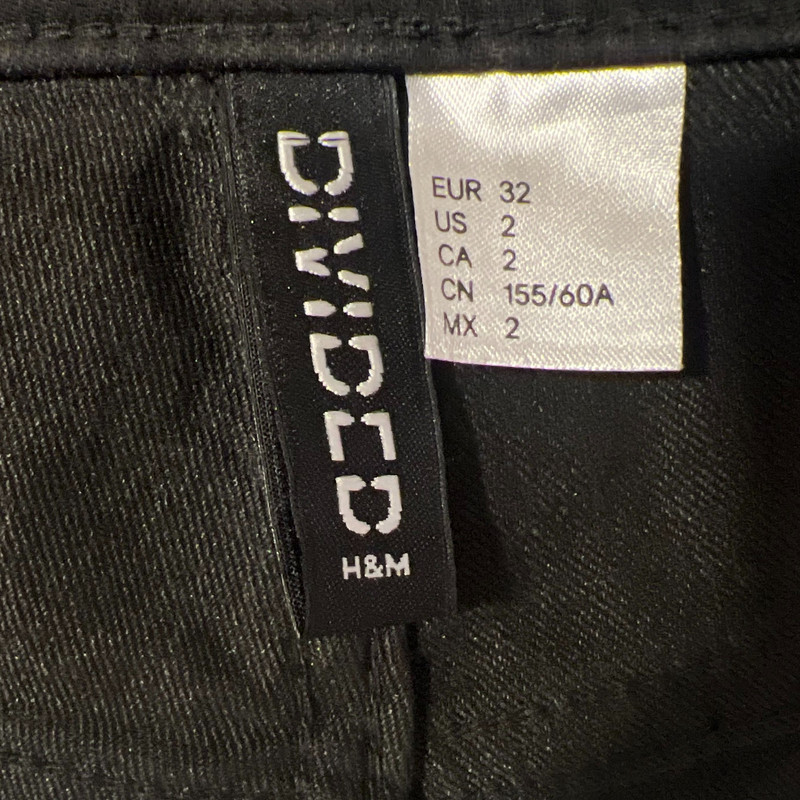 DIVIDED
H&M
EUR 32
US 2
CA 2
CN 155/60A
MX 2